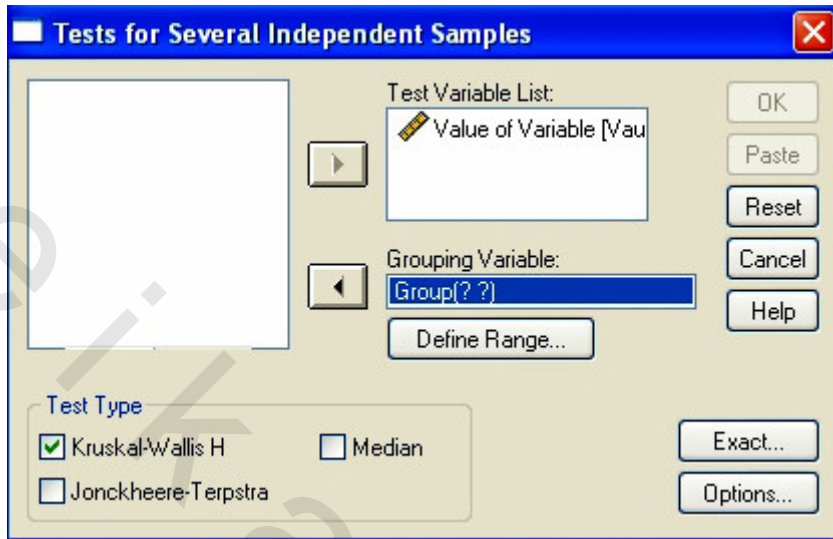 Tests for Several Independent Samples
Test Variable List:
Value of Variable [Vau
OK
Paste
Reset
Cancel
Help
Grouping Variable:
Group(? ?)
Define Range...
Test Type
Kruskal-Wallis H
Median
Jonckheere-Terpstra
Exact...
Options...